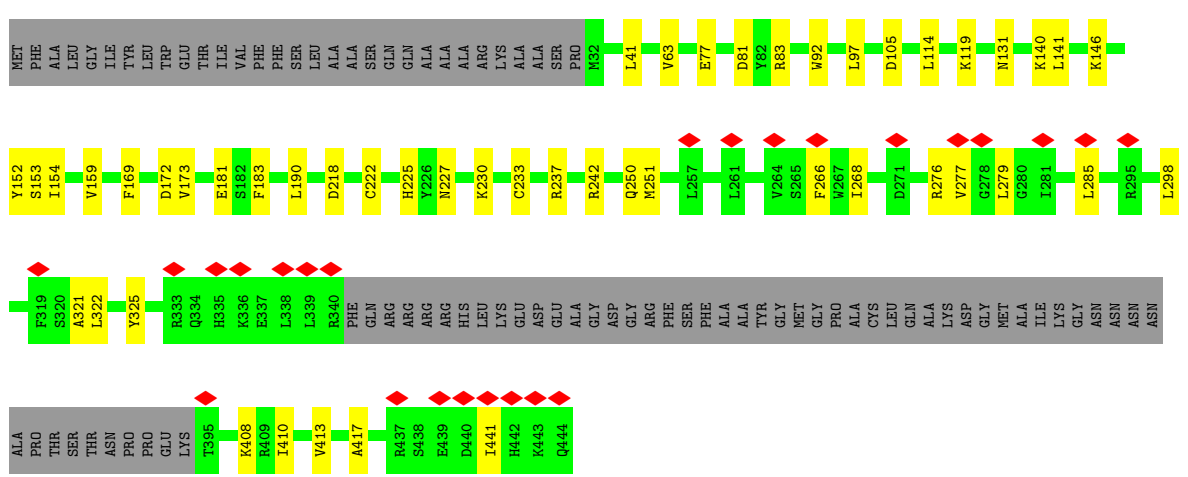 MET PHE ALA LEU GLY ILE TYR LEU TRP GLU THR ILE VAL PHE PHE SER LEU ALA ALA SER GLN GLN ALA ALA ALA ARG LYS ALA ALA SER PRO M32 L41 V63 E77 D81 Y82 R83 W92 L97 D105 L114 K119 N131 K140 L141 K146
Y152 S153 I154 V159 F169 D172 V173 E181 S182 F183 L190 D218 C222 H225 Y226 N227 K230 C233 R237 R242 Q250 M251 L257 L261 V264 S265 F266 W267 I268 D271 R276 V277 G278 L279 G280 I281 L285 R295 L298
F319 S320 A321 L322 Y325 R333 Q334 H335 K336 E337 L338 L339 R340 PHE GLN ARG ARG ARG ARG HIS LEU LYS GLU ASP GLU ALA GLY ASP GLY ARG PHE SER PHE ALA ALA TYR GLY MET GLY PRO ALA CYS LEU GLN ALA LYS ASP GLY MET ALA ILE LYS GLY ASN ASN ASN ASN
ALA PRO THR SER THR ASN PRO PRO GLU LYS T395 K408 R409 I410 V413 A417 R437 S438 E439 D440 I441 H442 K443 Q444